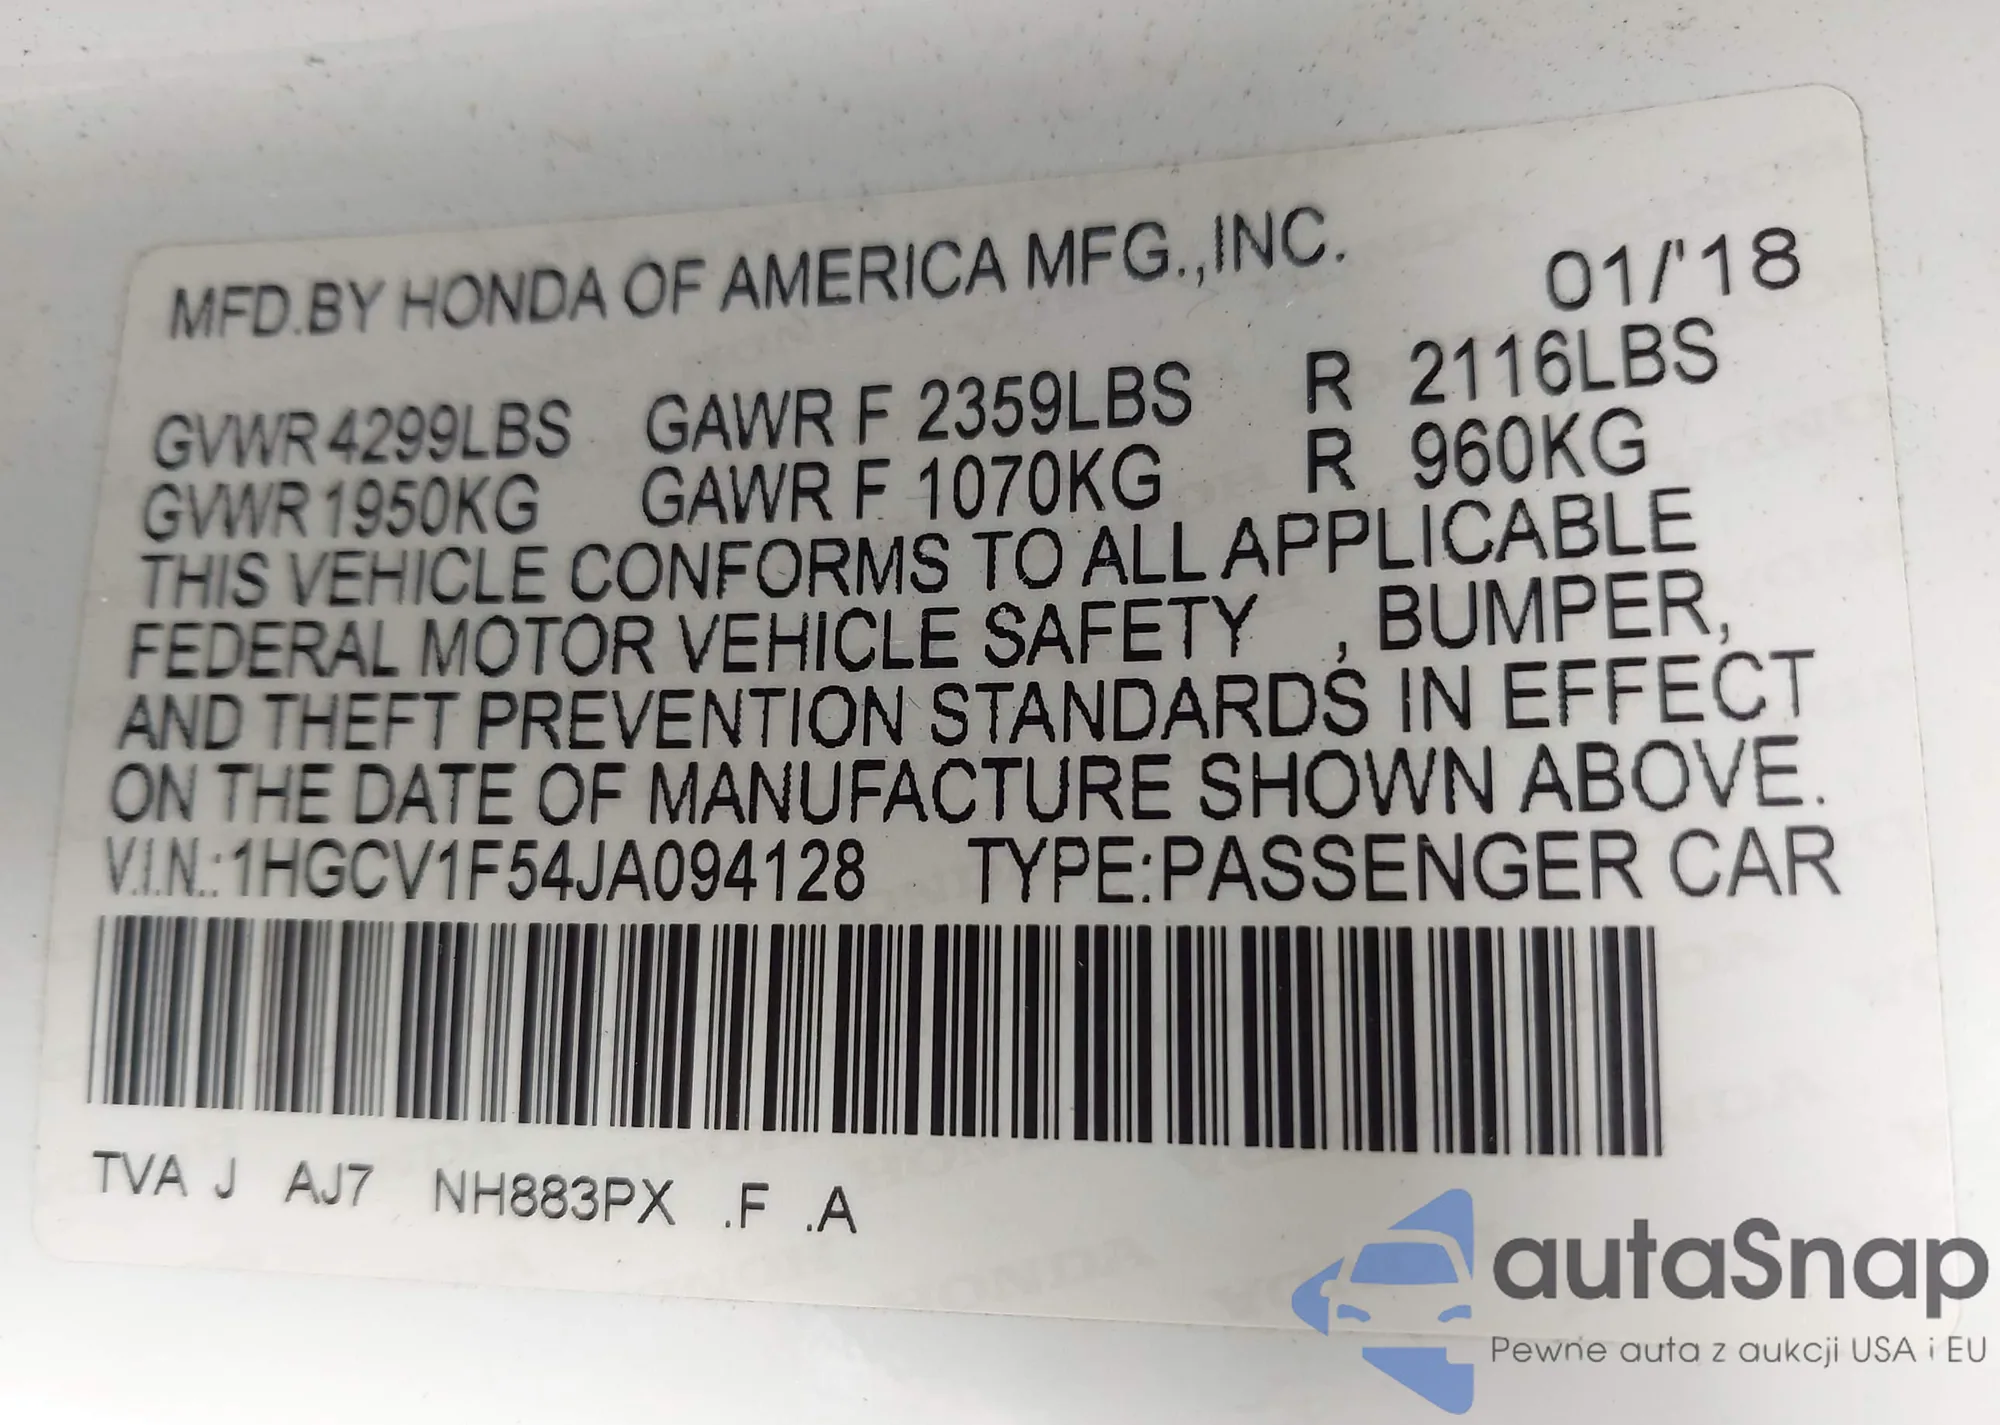 MFD.BY HONDA OF AMERICA MFG.,INC. 01/'18
GVWR 4299LBS GAWR F 2359LBS R 2116LBS
GVWR 1950KG GAWR F 1070KG R 960KG
THIS VEHICLE CONFORMS TO ALL APPLICABLE
FEDERAL MOTOR VEHICLE SAFETY , BUMPER,
AND THEFT PREVENTION STANDARDS IN EFFECT
ON THE DATE OF MANUFACTURE SHOWN ABOVE.
V.I.N.:1HGCV1F54JA094128 TYPE:PASSENGER CAR
TVA J AJ7 NH883PX .F .A
autaSnap
Pewne auta z aukcji USA i EU